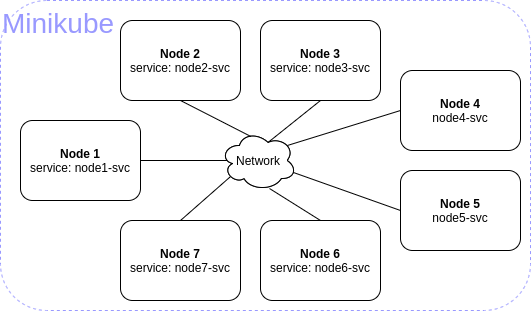 Minikube
Node 2
service: node2-svc
Node 3
service: node3-svc
Node 4
node4-svc
Node 1
service: node1-svc
Network
Node 5
node5-svc
Node 7
service: node7-svc
Node 6
service: node6-svc